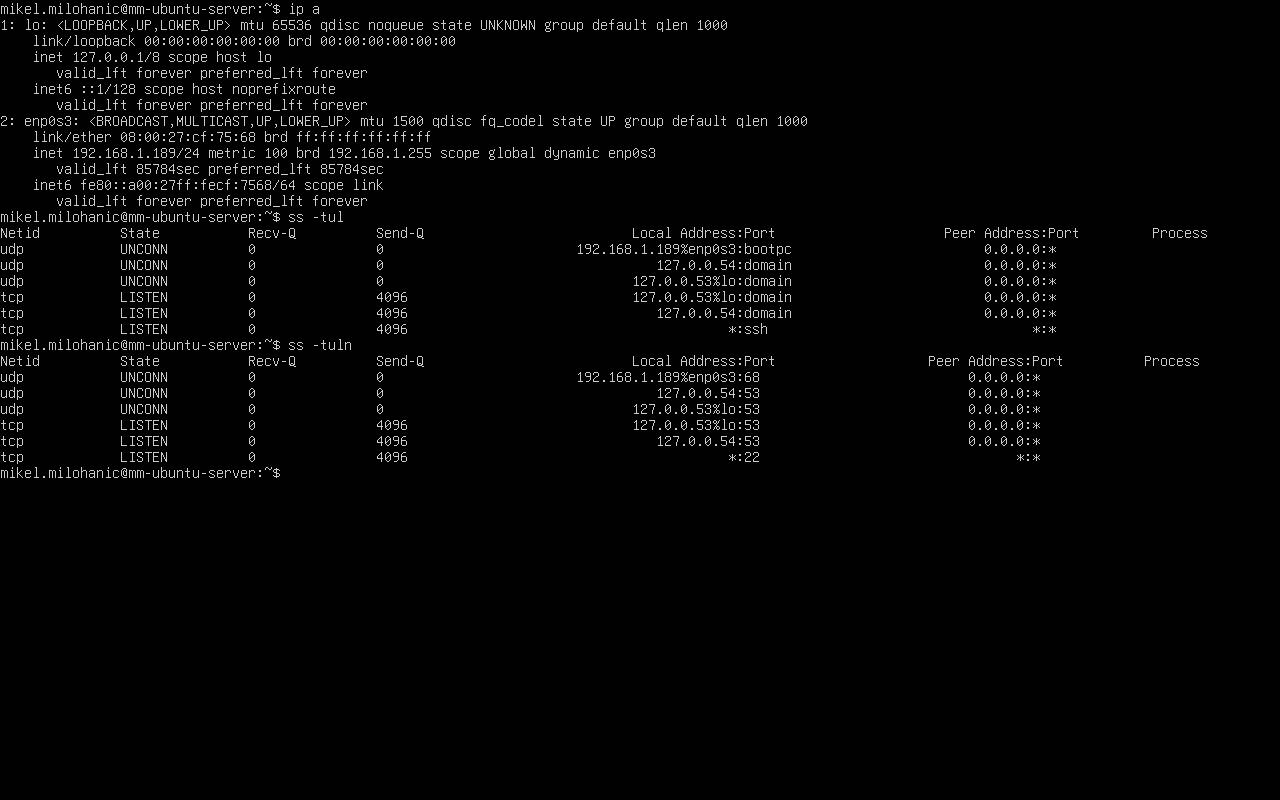 mikel.milohanic@mm-ubuntu-server:~$ ip a
1: lo: <LOOPBACK,UP,LOWER_UP> mtu 65536 qdisc noqueue state UNKNOWN group default qlen 1000
    link/loopback 00:00:00:00:00:00 brd 00:00:00:00:00:00
    inet 127.0.0.1/8 scope host lo
       valid_lft forever preferred_lft forever
    inet6 ::1/128 scope host noprefixroute
       valid_lft forever preferred_lft forever
2: enp0s3: <BROADCAST,MULTICAST,UP,LOWER_UP> mtu 1500 qdisc fq_codel state UP group default qlen 1000
    link/ether 08:00:27:cf:75:68 brd ff:ff:ff:ff:ff:ff
    inet 192.168.1.189/24 metric 100 brd 192.168.1.255 scope global dynamic enp0s3
       valid_lft 85784sec preferred_lft 85784sec
    inet6 fe80::a00:27ff:fecf:7568/64 scope link
       valid_lft forever preferred_lft forever
mikel.milohanic@mm-ubuntu-server:~$ ss -tul
Netid State Recv-Q Send-Q Local Address:Port Peer Address:Port Process
udp UNCONN 0 0 192.168.1.189%enp0s3:bootpc 0.0.0.0:*
udp UNCONN 0 0 127.0.0.54:domain 0.0.0.0:*
udp UNCONN 0 0 127.0.0.53%lo:domain 0.0.0.0:*
tcp LISTEN 0 4096 127.0.0.53%lo:domain 0.0.0.0:*
tcp LISTEN 0 4096 127.0.0.54:domain 0.0.0.0:*
tcp LISTEN 0 4096 *:ssh *:*
mikel.milohanic@mm-ubuntu-server:~$ ss -tuln
Netid State Recv-Q Send-Q Local Address:Port Peer Address:Port Process
udp UNCONN 0 0 192.168.1.189%enp0s3:68 0.0.0.0:*
udp UNCONN 0 0 127.0.0.54:53 0.0.0.0:*
udp UNCONN 0 0 127.0.0.53%lo:53 0.0.0.0:*
tcp LISTEN 0 4096 127.0.0.53%lo:53 0.0.0.0:*
tcp LISTEN 0 4096 127.0.0.54:53 0.0.0.0:*
tcp LISTEN 0 4096 *:22 *:*
mikel.milohanic@mm-ubuntu-server:~$